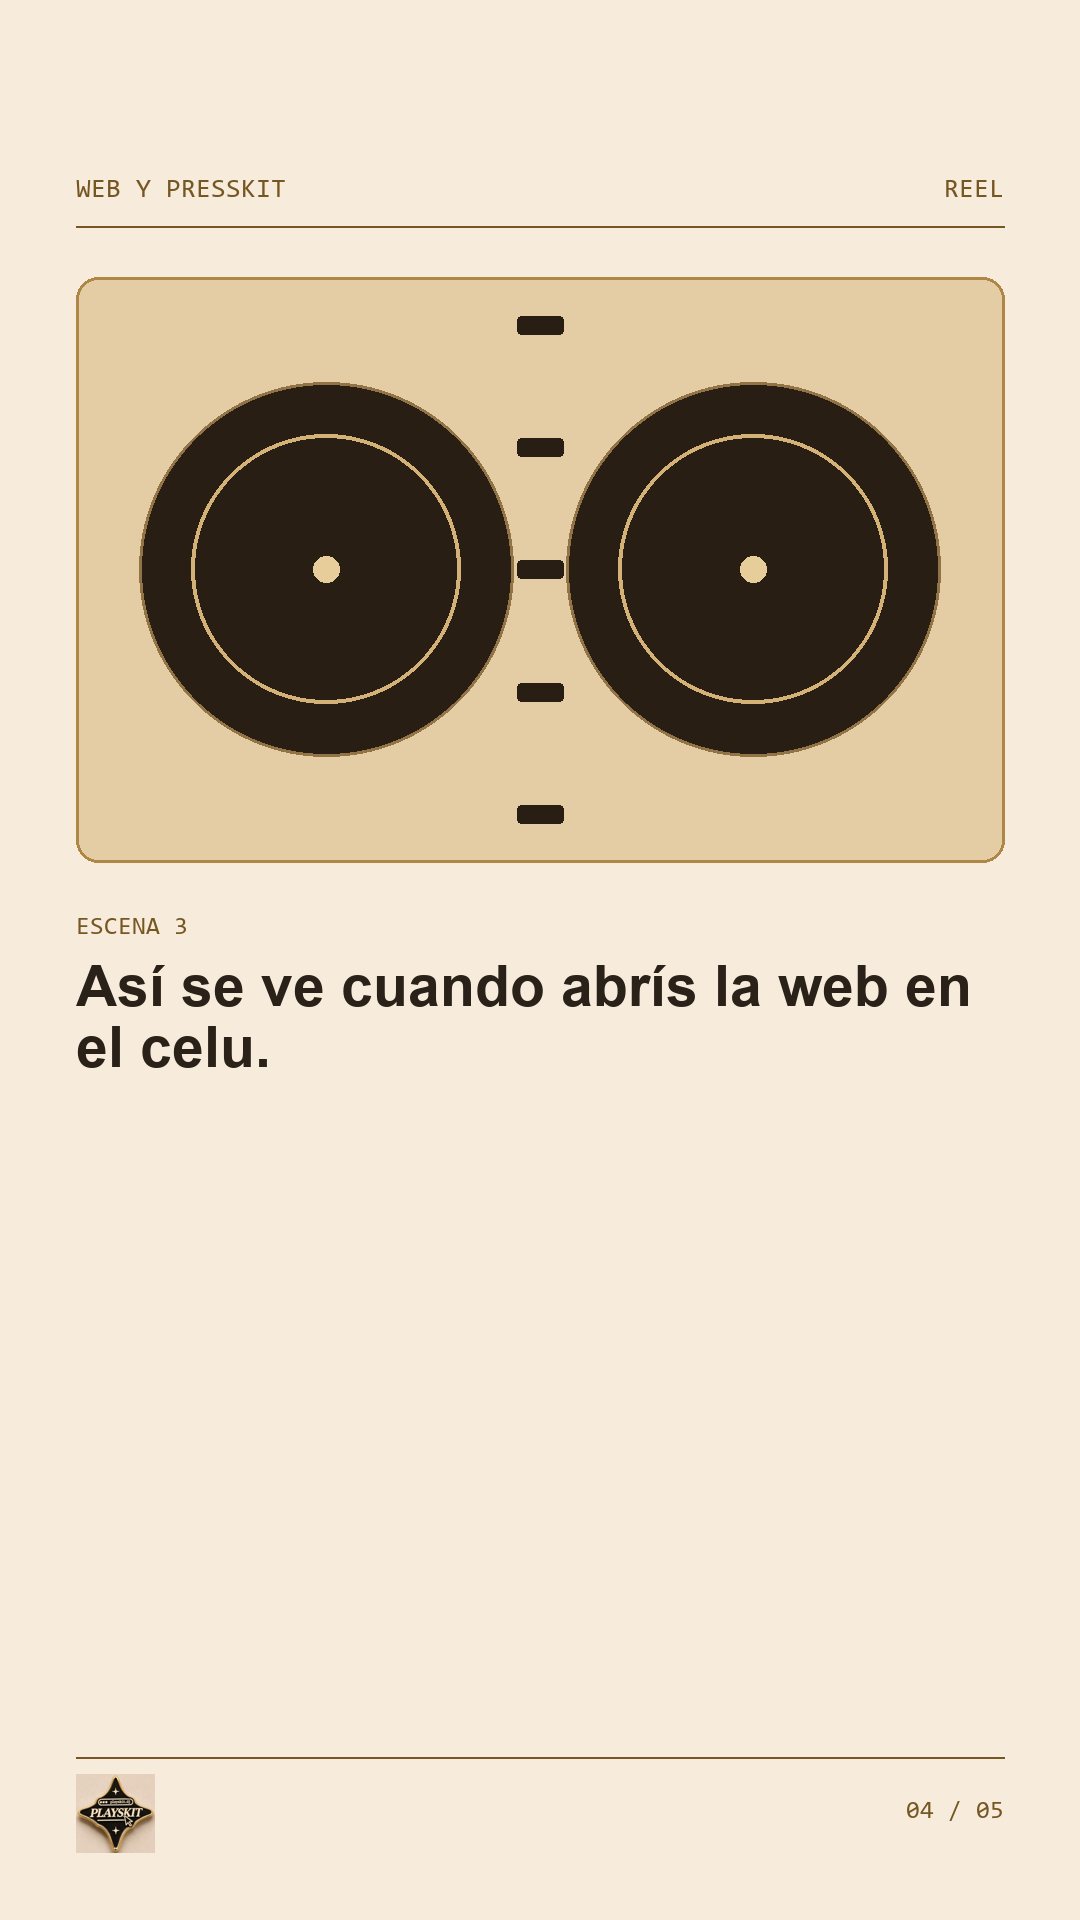 WEB Y PRESSKIT
REEL
ESCENA 3
Así se ve cuando abrís la web en
el celu.
PLAYSKIT
04 / 05